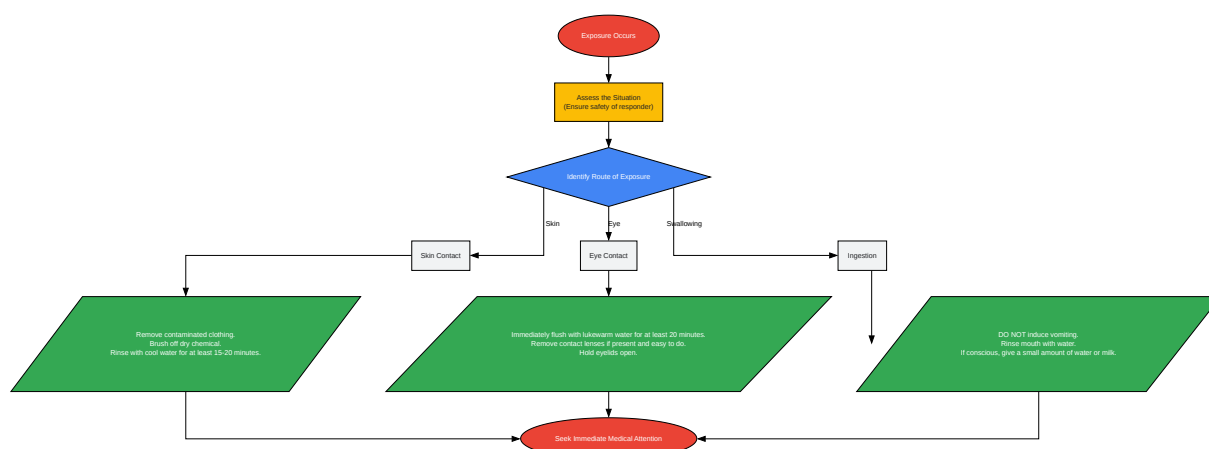 Exposure Occurs
Assess the Situation
(Ensure safety of responder)
Identify Route of Exposure
Skin
Eye
Swallowing
Skin Contact
Eye Contact
Ingestion
Remove contaminated clothing.
Brush off dry chemical.
Rinse with cool water for at least 15-20 minutes.
Immediately flush with lukewarm water for at least 20 minutes.
Remove contact lenses if present and easy to do.
Hold eyelids open.
DO NOT induce vomiting.
Rinse mouth with water.
If conscious, give a small amount of water or milk.
Seek Immediate Medical Attention